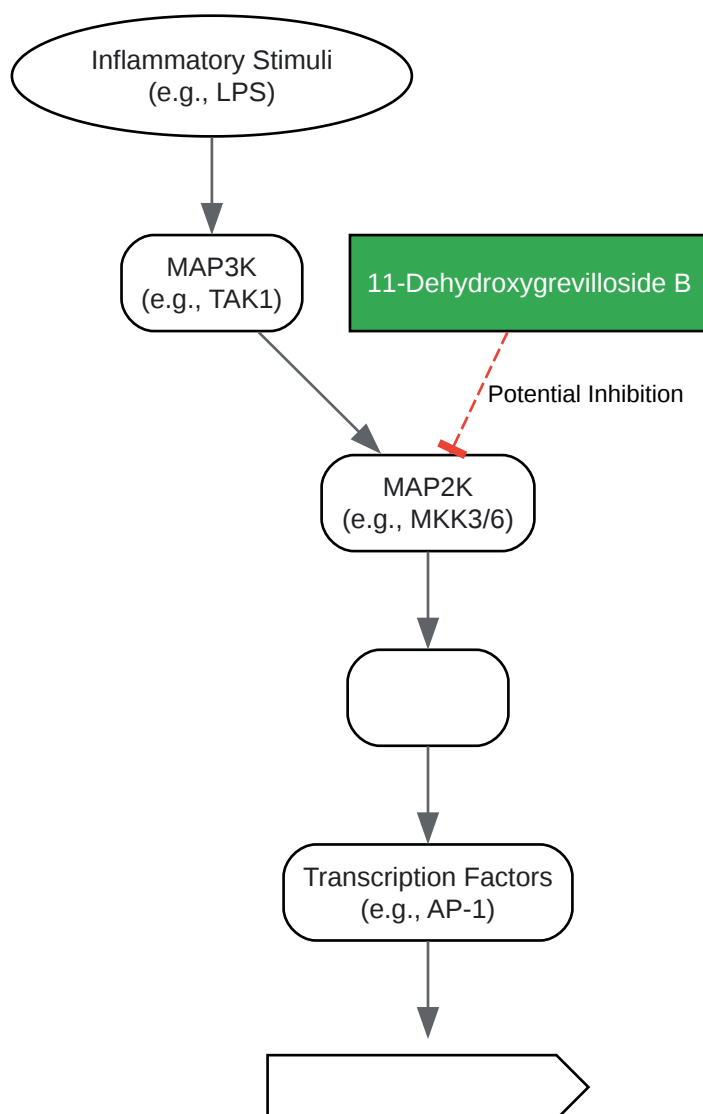 Inflammatory Stimuli
(e.g., LPS)
MAP3K
(e.g., TAK1)
11-Dehydroxygrevilloside B
Potential Inhibition
MAP2K
(e.g., MKK3/6)
Transcription Factors
(e.g., AP-1)